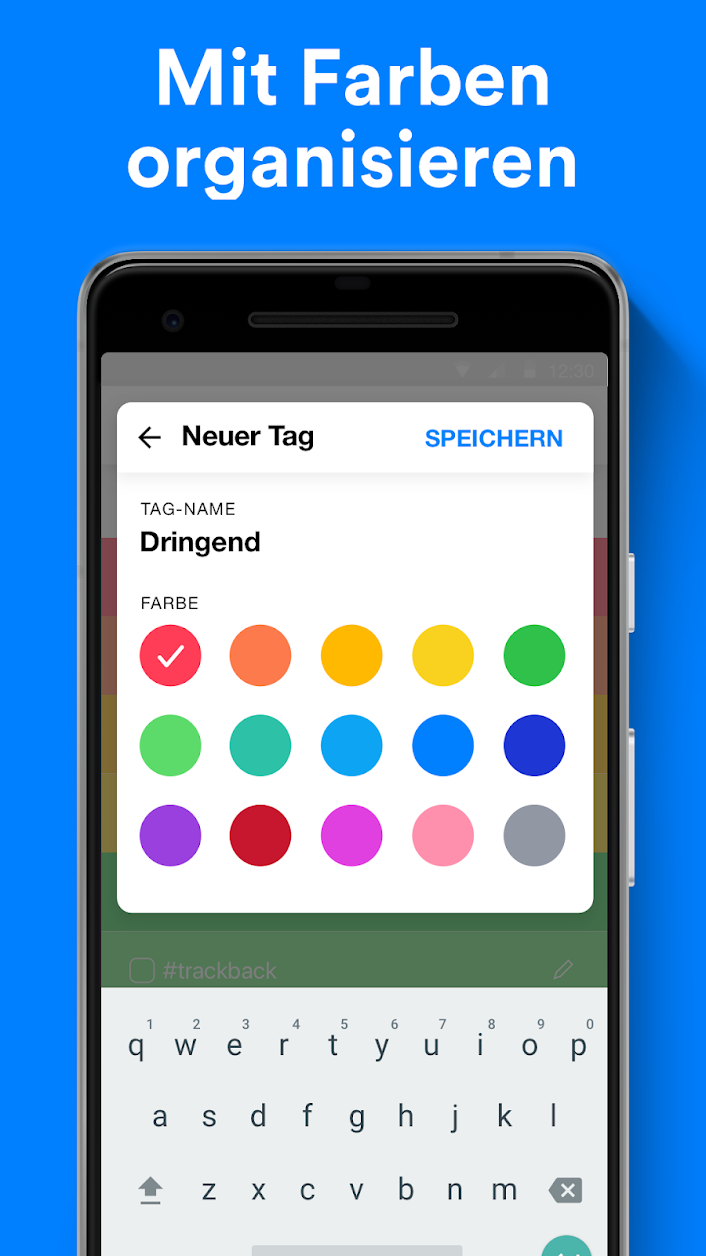 Mit Farben
organisieren
12:30
Neuer Tag
SPEICHERN
TAG-NAME
Dringend
FARBE
#trackback
1 2 3 4 5 6 7 8 9 0
q w e r t y u i o p
a s d f g h j k l
z x c v b n m